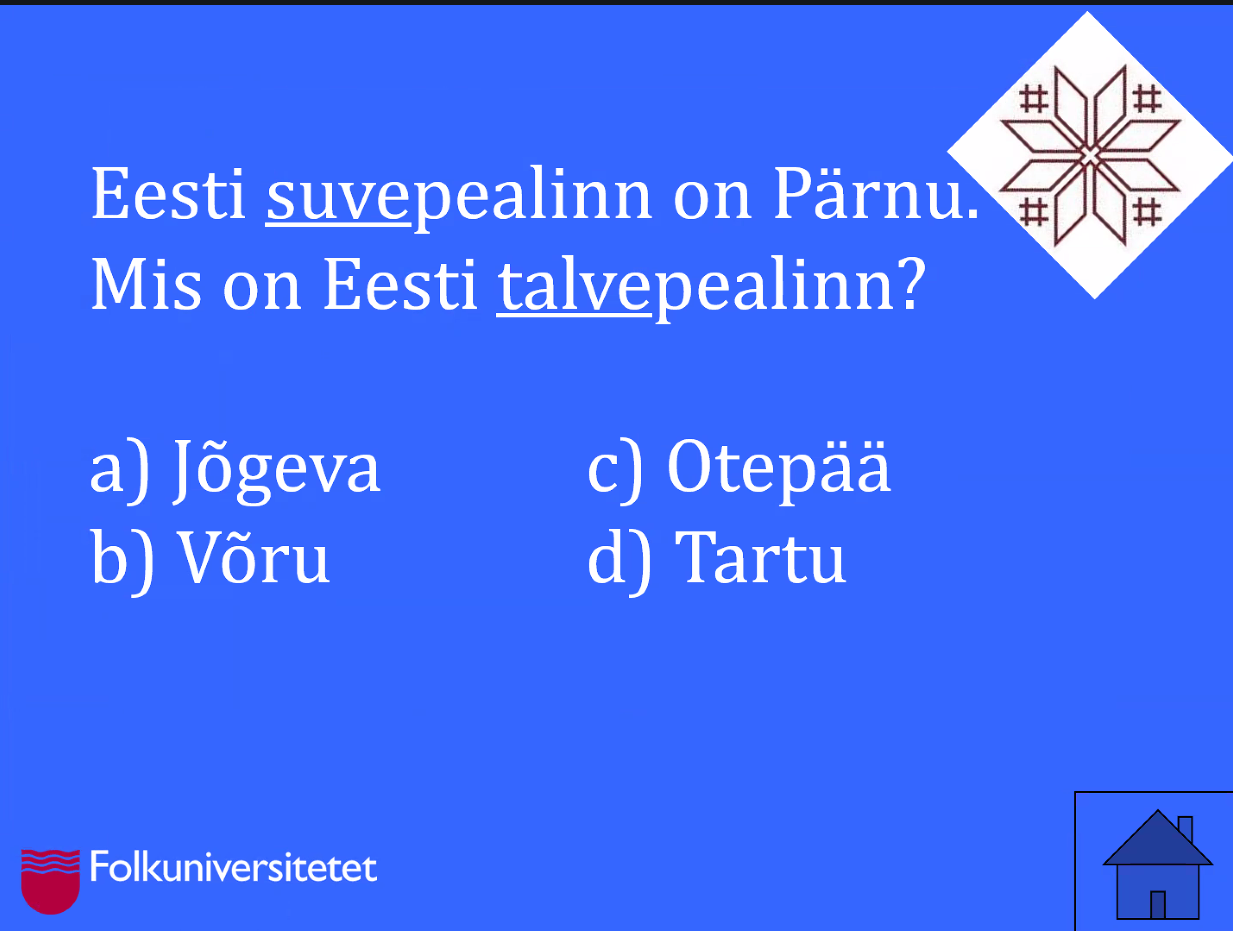 Eesti suvepealinn on Pärnu.
Mis on Eesti talvepealinn?
a) Jõgeva
b) Võru
c) Otepää
d) Tartu
Folkuniversitetet